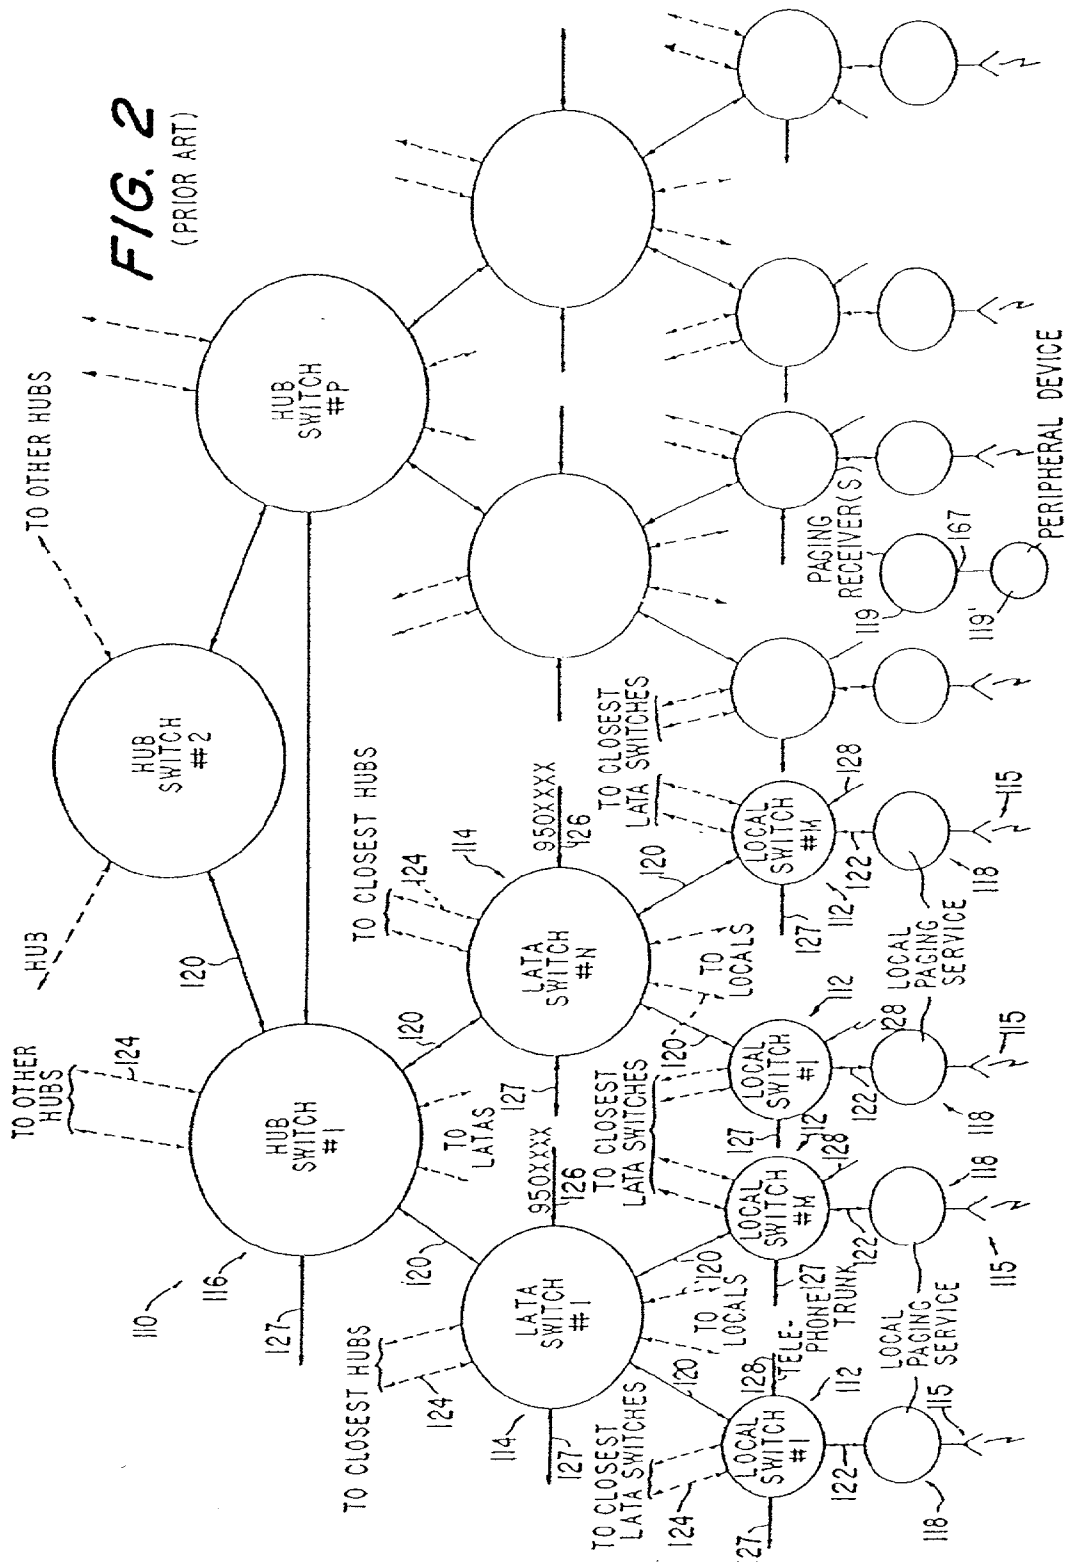 FIG. 2
(PRIOR ART)
TO OTHER HUBS
HUB
120
HUB
SWITCH
#2
TO OTHER
HUBS
124
HUB
SWITCH
#1
HUB
SWITCH
#P
110
116
127
120
120
TO
LATAS
TO CLOSEST HUBS
124
114
TO CLOSEST HUBS
124
114
LATA
SWITCH
#1
LATA
SWITCH
#N
127
127
950XXXX
126
950XXXX
126
120
120
TO
LOCALS
120
TO
LOCALS
120
TO CLOSEST
LATA SWITCHES
124
TO CLOSEST
LATA SWITCHES
TO CLOSEST
LATA SWITCHES
120
LOCAL
SWITCH
#1
LOCAL
SWITCH
#M
LOCAL
SWITCH
#1
LOCAL
SWITCH
#M
127
128
TELE-
PHONE
TRUNK
112
127
128
112
127
128
112
127
128
112
122
122
122
122
LOCAL
PAGING
SERVICE
LOCAL
PAGING
SERVICE
118
115
118
115
118
115
118
115
PAGING
RECEIVER(S)
119
167
119'
PERIPHERAL DEVICE